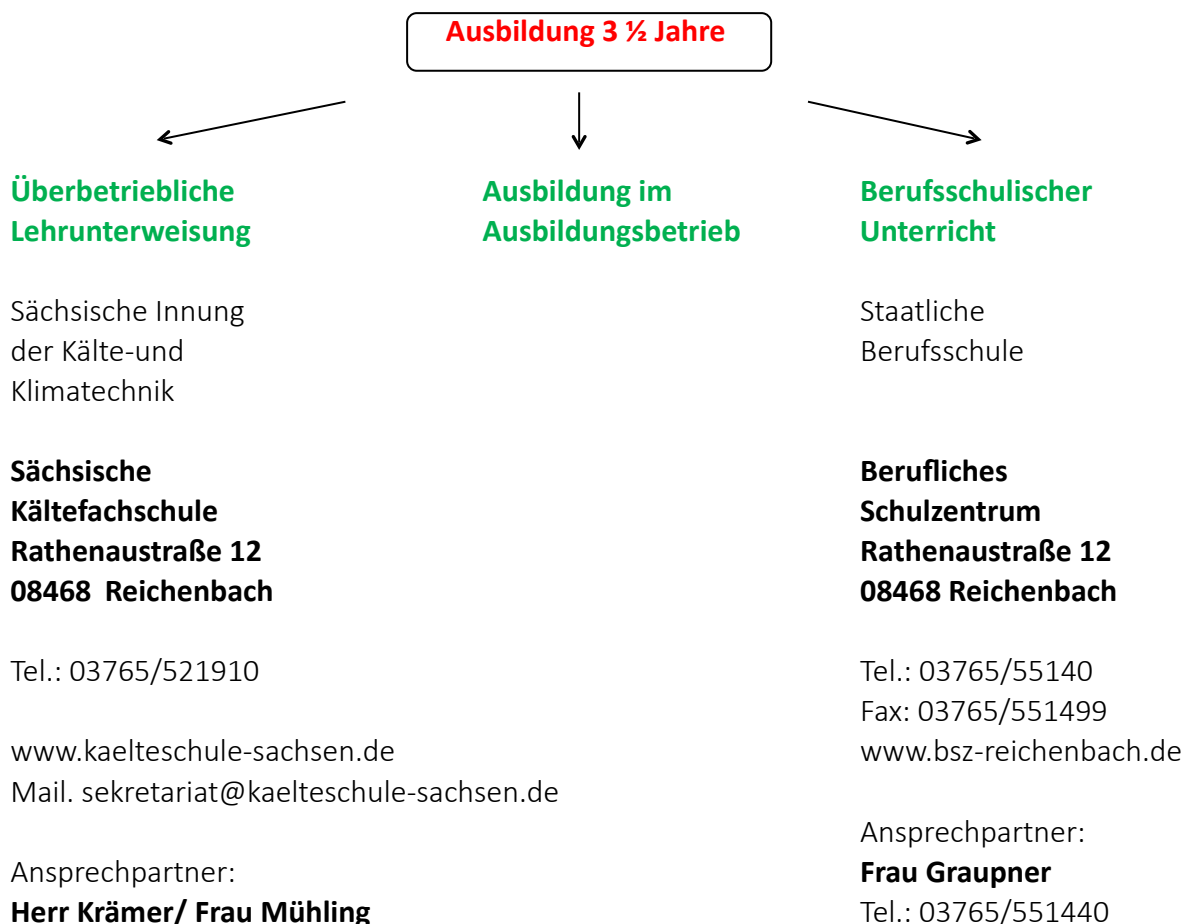 Ausbildung 3 ½ Jahre
Überbetriebliche
Lehrunterweisung
Sächsische Innung
der Kälte-und
Klimatechnik
Sächsische
Kältefachschule
Rathenaustraße 12
08468 Reichenbach
Tel.: 03765/521910
www.kaelteschule-sachsen.de
Mail. sekretariat@kaelteschule-sachsen.de
Ansprechpartner:
Herr Krämer/ Frau Mühling
Ausbildung im
Ausbildungsbetrieb
Berufsschulischer
Unterricht
Staatliche
Berufsschule
Berufliches
Schulzentrum
Rathenaustraße 12
08468 Reichenbach
Tel.: 03765/55140
Fax: 03765/551499
www.bsz-reichenbach.de
Ansprechpartner:
Frau Graupner
Tel.: 03765/551440